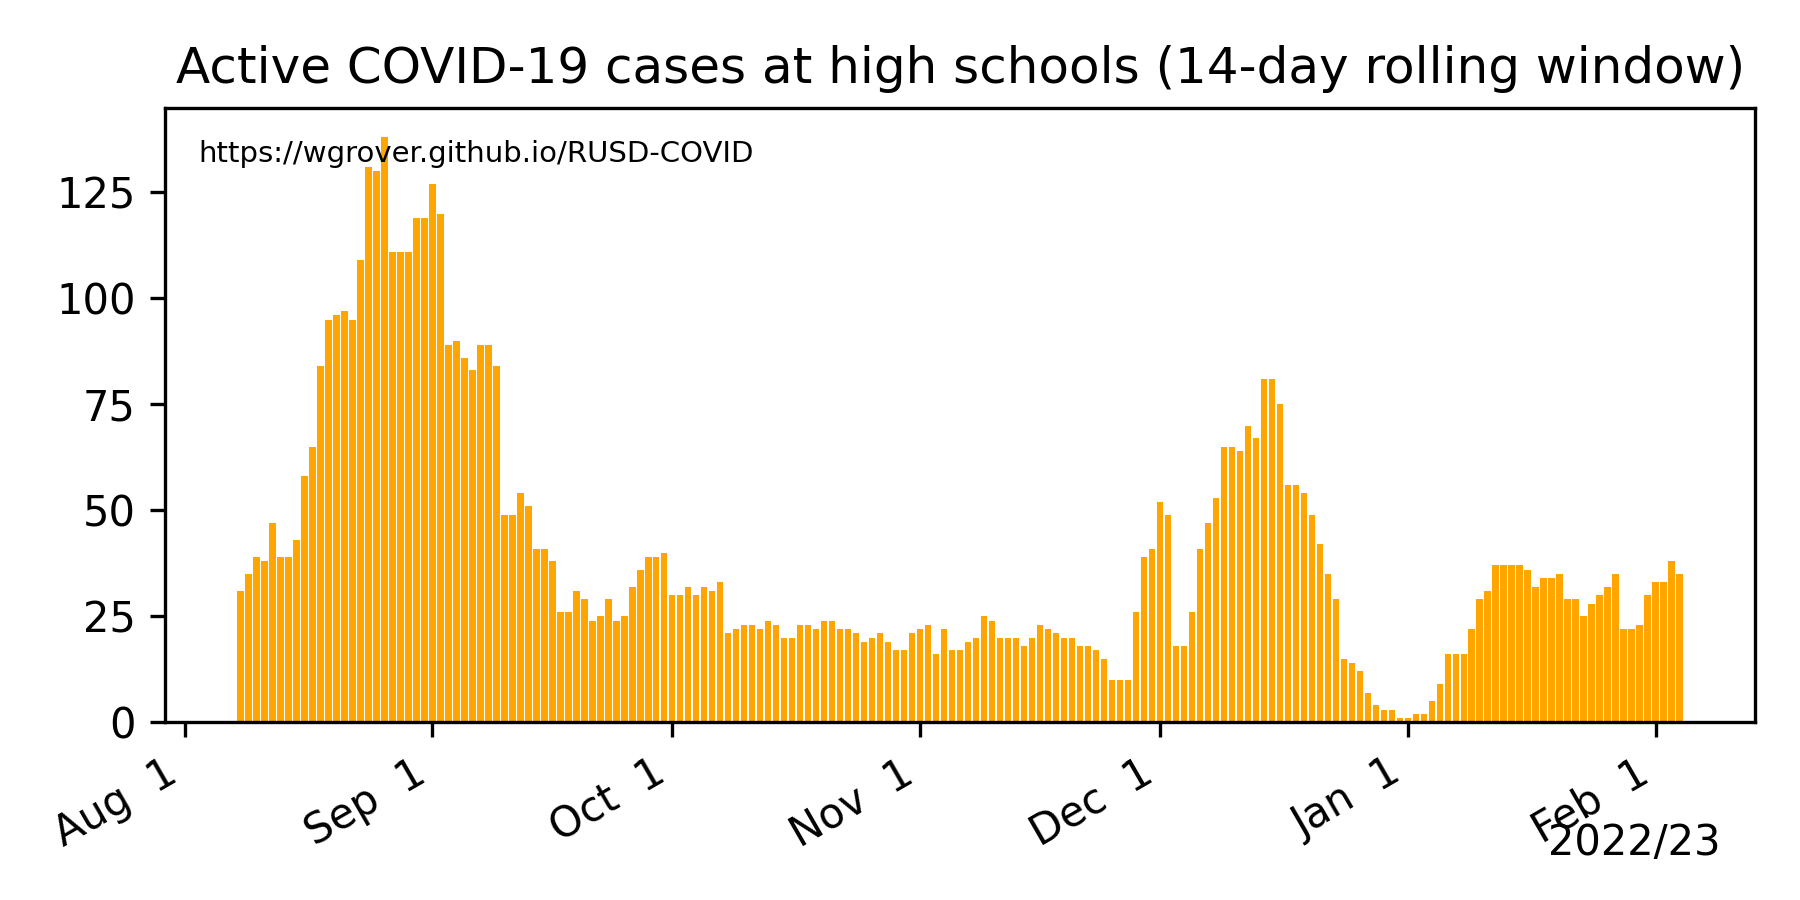 Active COVID-19 cases at high schools (14-day rolling window)
https://wgrover.github.io/RUSD-COVID
125
100
75
50
25
0
Aug 1
Sep 1
Oct 1
Nov 1
Dec 1
Jan 1
Feb 1
2022/23